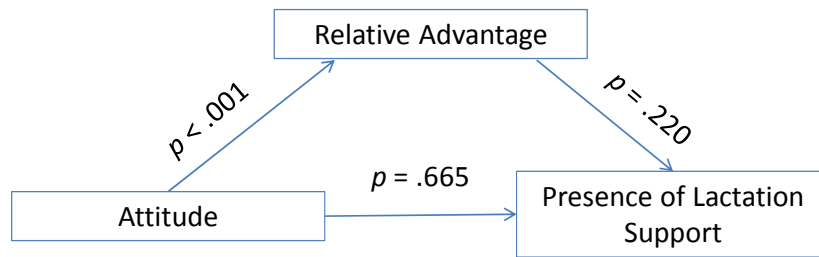 Relative Advantage
p < .001
p = .220
p = .665
Attitude
Presence of Lactation
Support